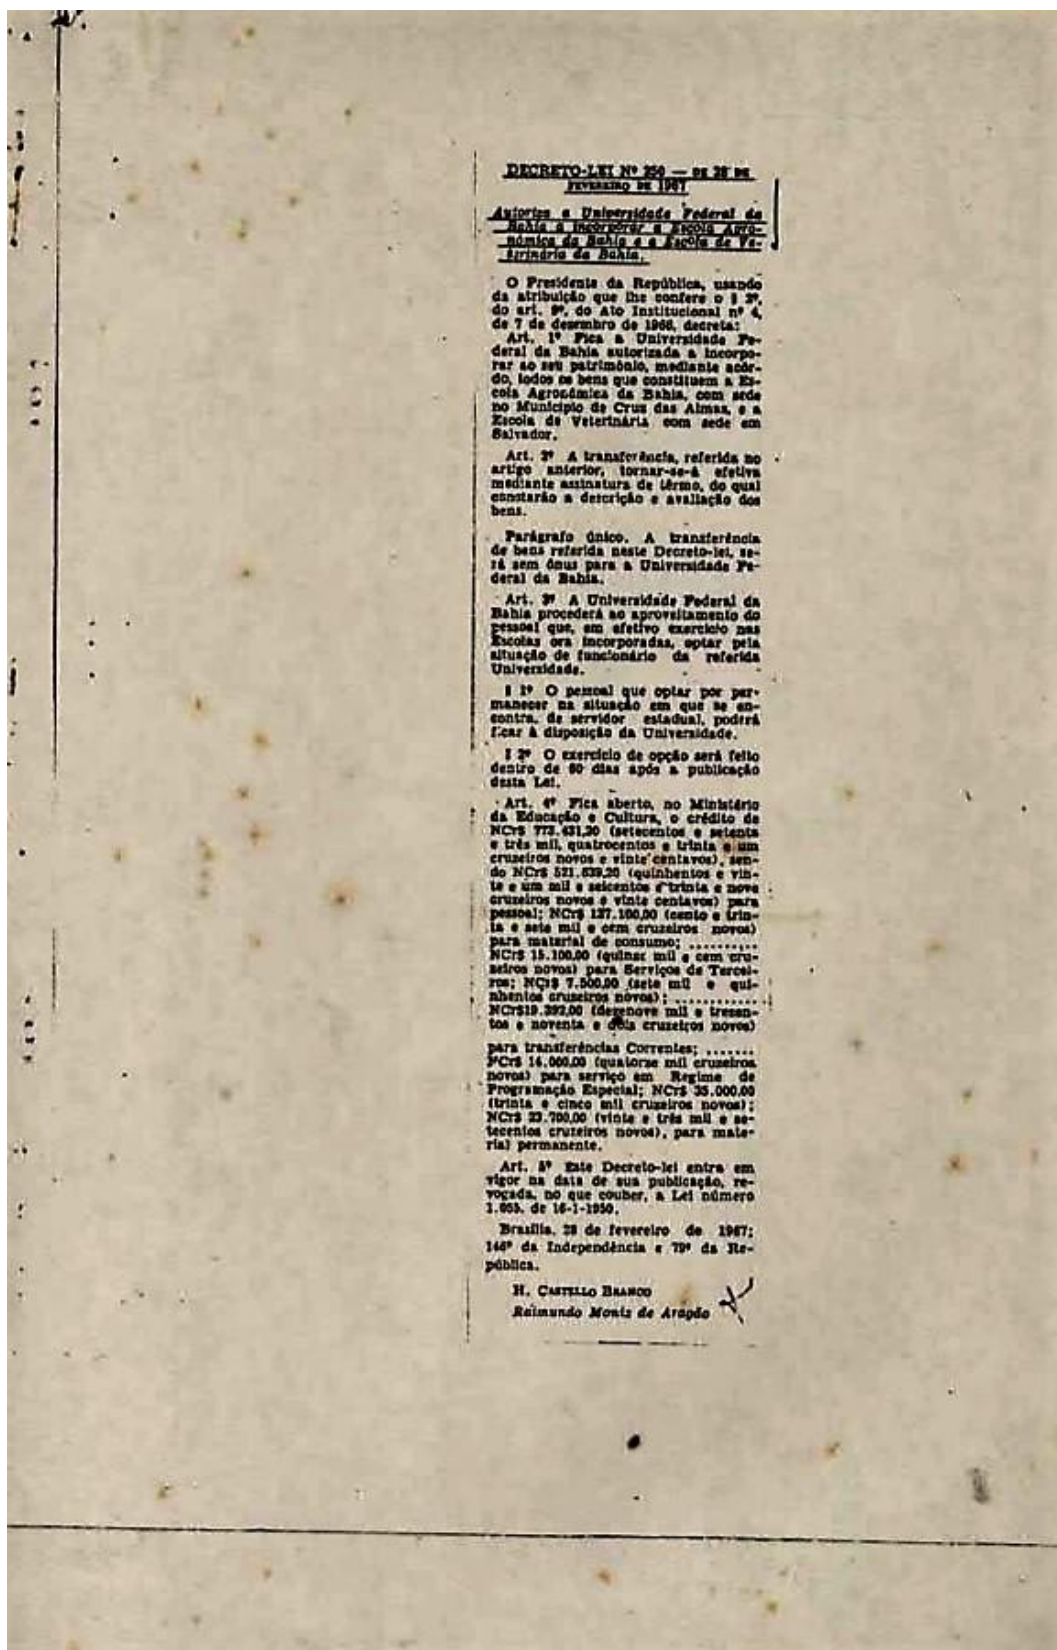 DECRETO-LEI Nº 250 — DE 28 DE
FEVEREIRO DE 1967
Autoriza a Universidade Federal da
Bahia a incorporar a Escola Agro-
nômica da Bahia e a Escola de Ve-
terinária da Bahia.
O Presidente da República, usando
da atribuição que lhe confere o § 2º,
do art. 9º, do Ato Institucional nº 4,
de 7 de dezembro de 1966, decreta:
Art. 1º Fica a Universidade Fe-
deral da Bahia autorizada a incorpo-
rar ao seu patrimônio, mediante acôr-
do, todos os bens que constituem a Es-
cola Agronômica da Bahia, com sede
no Município de Cruz das Almas, e a
Escola de Veterinária com sede em
Salvador.
Art. 2º A transferência, referida no
artigo anterior, tornar-se-á efetiva
mediante assinatura de têrmo, do qual
constarão a descrição e avaliação dos
bens.
Parágrafo único. A transferência
de bens referida neste Decreto-lei, se-
rá sem ônus para a Universidade Fe-
deral da Bahia.
Art. 3º A Universidade Federal da
Bahia procederá ao aproveitamento do
pessoal que, em efetivo exercício nas
Escolas ora incorporadas, optar pela
situação de funcionário da referida
Universidade.
§ 1º O pessoal que optar por per-
manecer na situação em que se en-
contra, de servidor estadual, poderá
ficar à disposição da Universidade.
§ 2º O exercício de opção será feito
dentro de 60 dias após a publicação
desta Lei.
Art. 4º Fica aberto, no Ministério
da Educação e Cultura, o crédito de
NCr$ 773.431,20 (setecentos e setenta
e três mil, quatrocentos e trinta e um
cruzeiros novos e vinte centavos), sen-
do NCr$ 521.639,20 (quinhentos e vin-
te e um mil e seiscentos e trinta e nove
cruzeiros novos e vinte centavos) para
pessoal; NCr$ 137.100,00 (cento e trin-
ta e sete mil e cem cruzeiros novos)
para material de consumo; ..........
NCr$ 15.100,00 (quinze mil e cem cru-
zeiros novos) para Serviços de Tercei-
ros; NCr$ 7.500,00 (sete mil e qui-
nhentos cruzeiros novos); ............
NCr$19.392,00 (dezenove mil e trezen-
tos e noventa e dois cruzeiros novos)
para transferências Correntes; .......
NCr$ 14.000,00 (quatorze mil cruzeiros
novos) para serviço em Regime de
Programação Especial; NCr$ 35.000,00
(trinta e cinco mil cruzeiros novos);
NCr$ 23.700,00 (vinte e três mil e se-
tecentos cruzeiros novos), para mate-
rial permanente.
Art. 5º Este Decreto-lei entra em
vigor na data de sua publicação, re-
vogada, no que couber, a Lei número
1.055, de 16-1-1950.
Brasília, 28 de fevereiro de 1967;
146º da Independência e 79º da Re-
pública.
H. CASTELLO BRANCO
Raimundo Moniz de Aragão